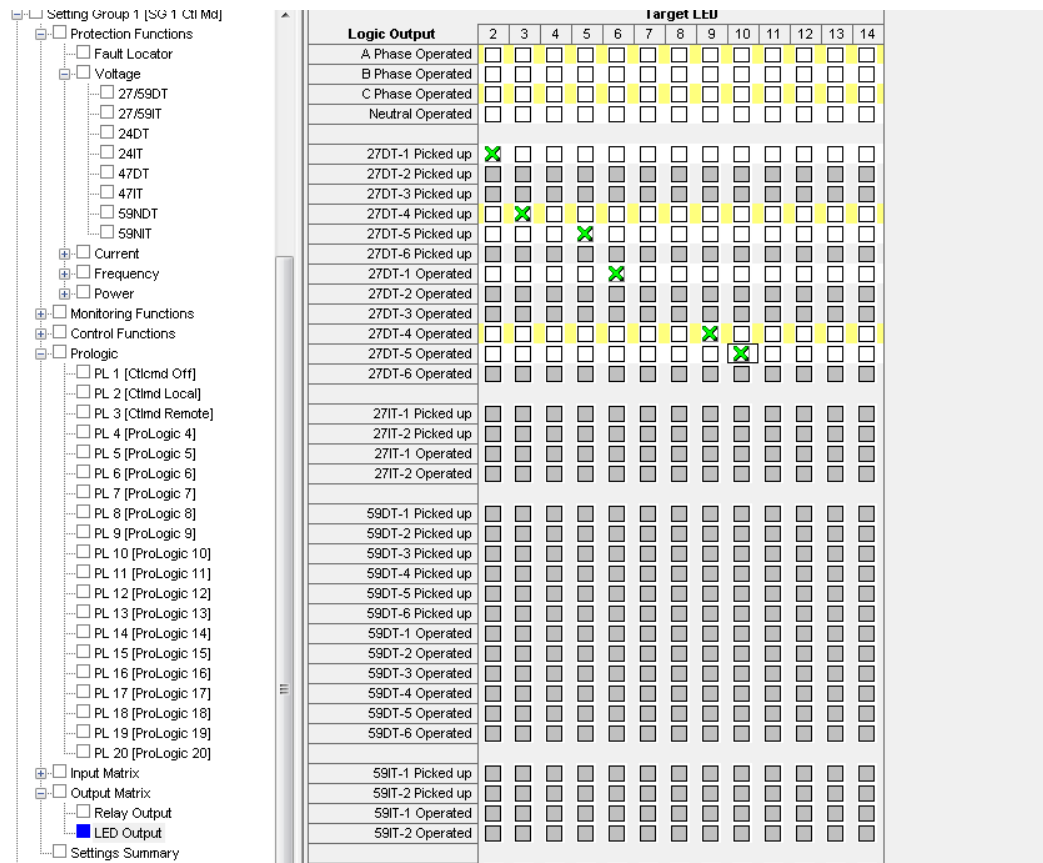 Setting Group 1 [SG 1 Ctl Md]
Protection Functions
Fault Locator
Voltage
27/59DT
27/59IT
24DT
24IT
47DT
47IT
59NDT
59NIT
Current
Frequency
Power
Monitoring Functions
Control Functions
Prologic
PL 1 [Ctlcmd Off]
PL 2 [Ctlmd Local]
PL 3 [Ctlmd Remote]
PL 4 [ProLogic 4]
PL 5 [ProLogic 5]
PL 6 [ProLogic 6]
PL 7 [ProLogic 7]
PL 8 [ProLogic 8]
PL 9 [ProLogic 9]
PL 10 [ProLogic 10]
PL 11 [ProLogic 11]
PL 12 [ProLogic 12]
PL 13 [ProLogic 13]
PL 14 [ProLogic 14]
PL 15 [ProLogic 15]
PL 16 [ProLogic 16]
PL 17 [ProLogic 17]
PL 18 [ProLogic 18]
PL 19 [ProLogic 19]
PL 20 [ProLogic 20]
Input Matrix
Output Matrix
Relay Output
LED Output
Settings Summary
Target LED
Logic Output 2 3 4 5 6 7 8 9 10 11 12 13 14
A Phase Operated
B Phase Operated
C Phase Operated
Neutral Operated
27DT-1 Picked up
27DT-2 Picked up
27DT-3 Picked up
27DT-4 Picked up
27DT-5 Picked up
27DT-6 Picked up
27DT-1 Operated
27DT-2 Operated
27DT-3 Operated
27DT-4 Operated
27DT-5 Operated
27DT-6 Operated
27IT-1 Picked up
27IT-2 Picked up
27IT-1 Operated
27IT-2 Operated
59DT-1 Picked up
59DT-2 Picked up
59DT-3 Picked up
59DT-4 Picked up
59DT-5 Picked up
59DT-6 Picked up
59DT-1 Operated
59DT-2 Operated
59DT-3 Operated
59DT-4 Operated
59DT-5 Operated
59DT-6 Operated
59IT-1 Picked up
59IT-2 Picked up
59IT-1 Operated
59IT-2 Operated